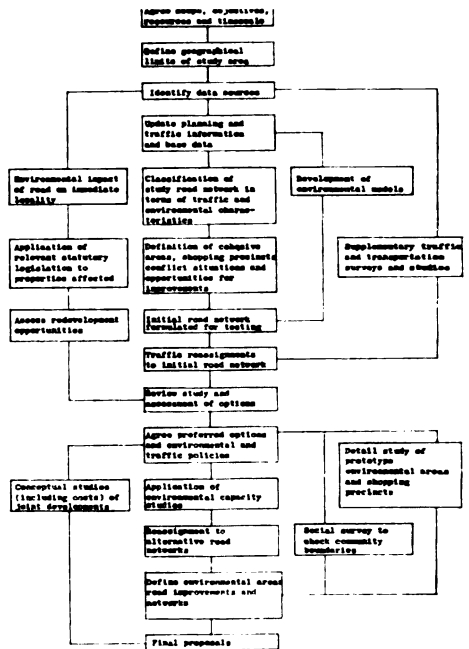 Agree scope, objectives,
resources and timescale
Define geographical
limits of study area
Identify data sources
Update planning and
traffic information
and base data
Environmental impact
of road on immediate
locality
Classification of
study road network in
terms of traffic and
environmental charac-
teristics
Development of
environmental models
Application of
relevant statutory
legislation to
properties affected
Definition of cohesive
areas, shopping precincts
conflict situations and
opportunities for
improvements
Supplementary traffic
and transportation
surveys and studies
Assess redevelopment
opportunities
Initial road network
formulated for testing
Traffic reassignments
to initial road network
Review study and
assessment of options
Agree preferred options
and environmental and
traffic policies
Detail study of
prototype
environmental areas
and shopping
precincts
Conceptual studies
(including costs) of
joint developments
Application of
environmental capacity
studies
Reassignment to
alternative road
networks
Social survey to
check community
boundaries
Define environmental areas
road improvements and
networks
Final proposals